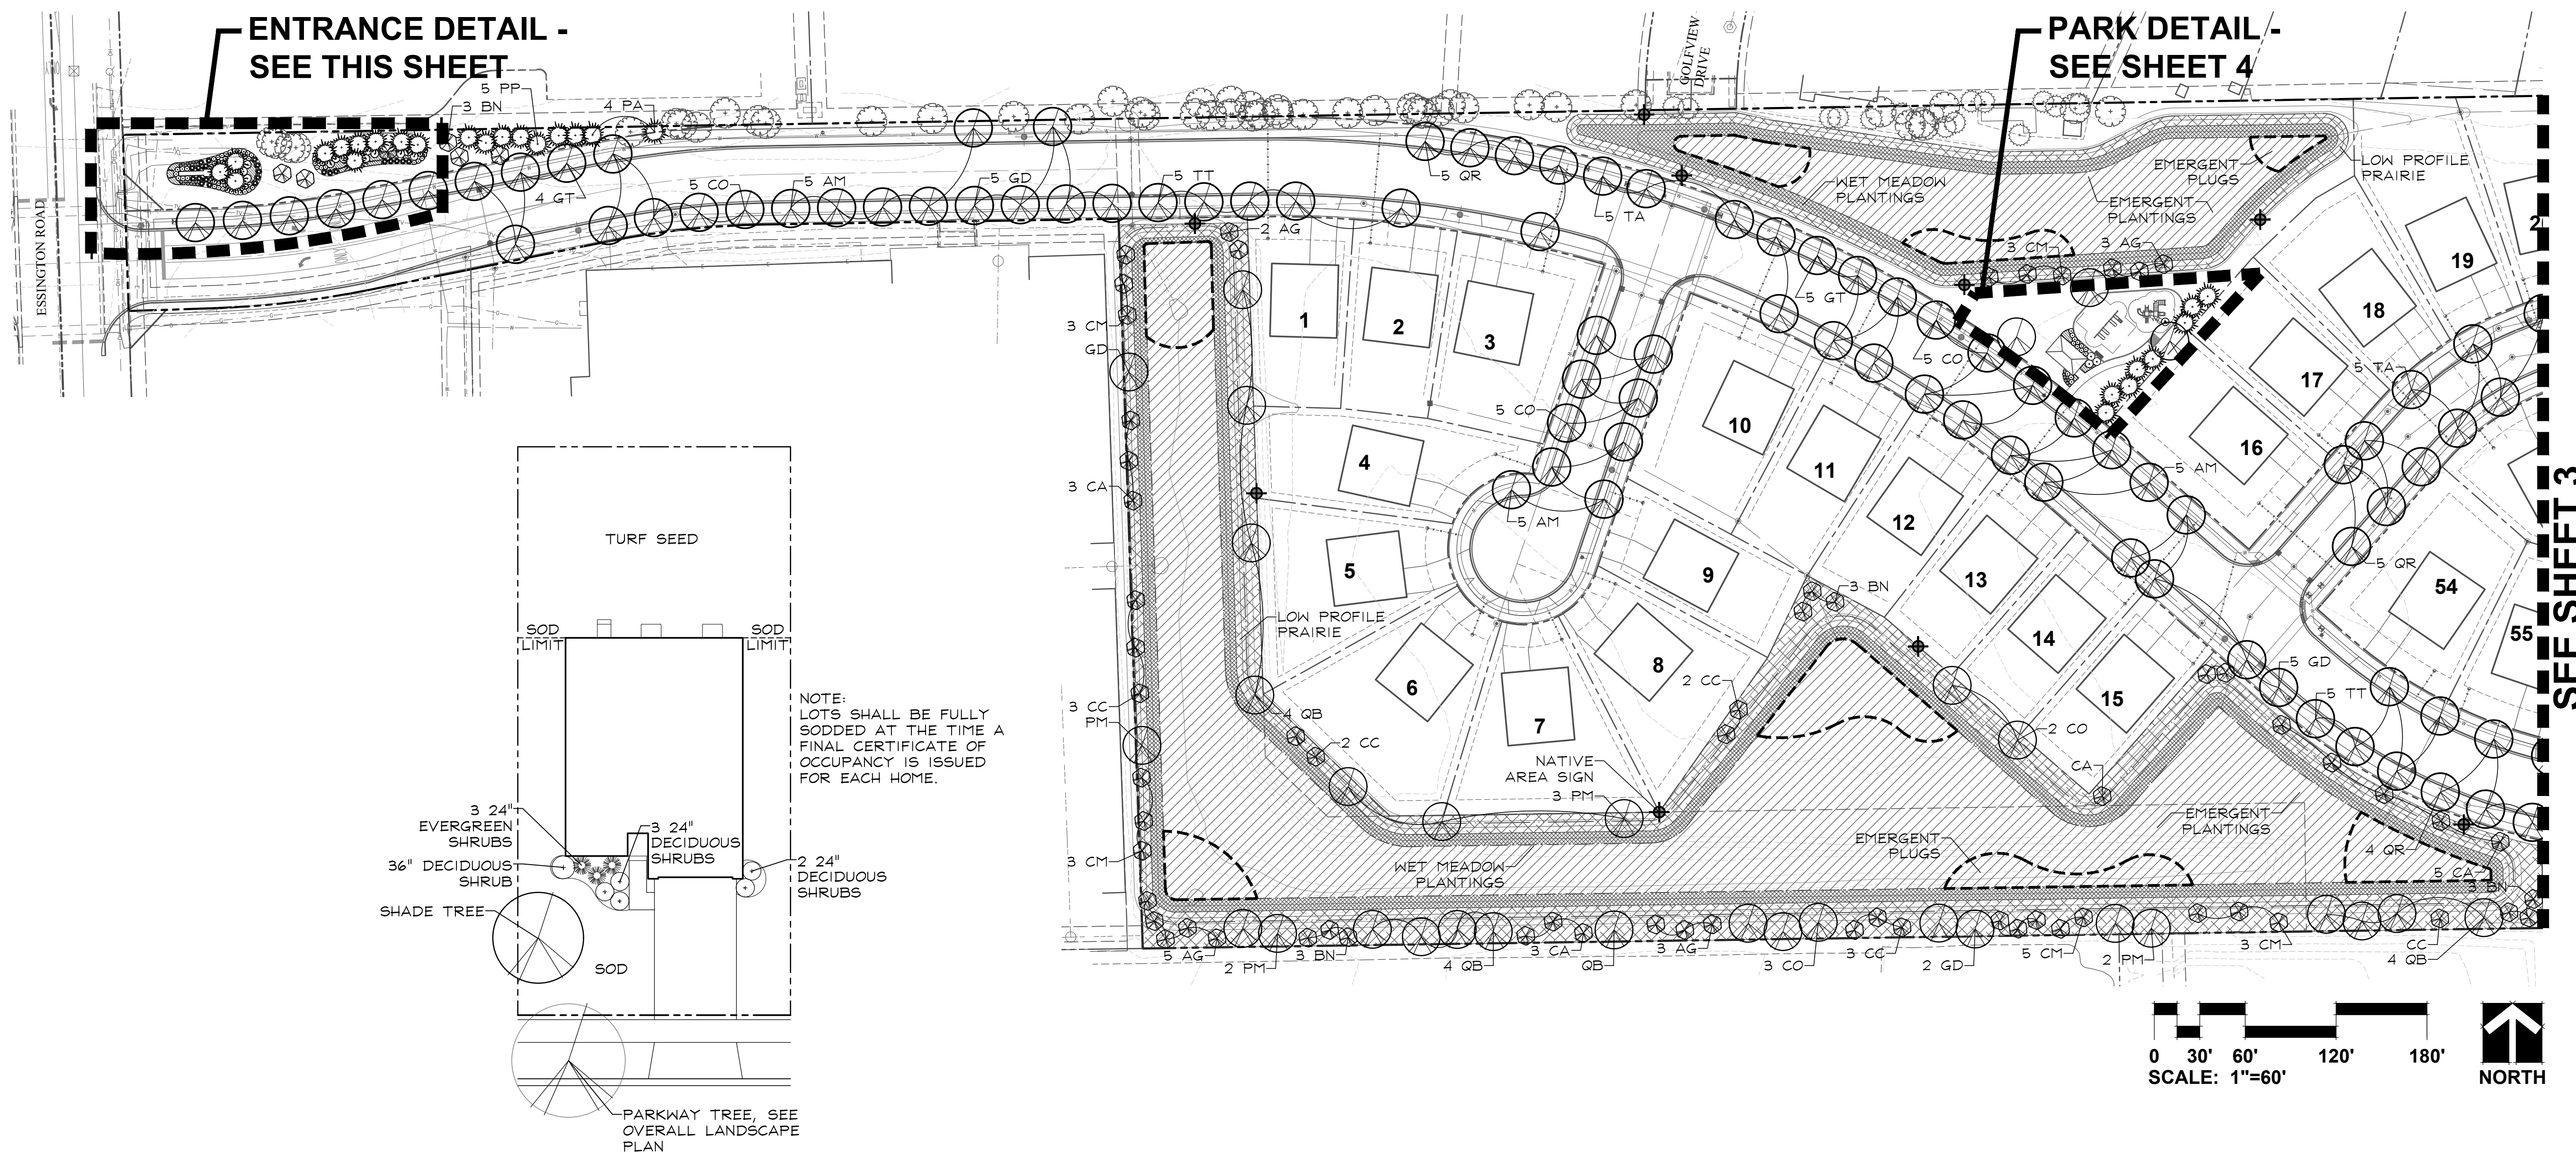 ENTRANCE DETAIL -
SEE THIS SHEET
PARK DETAIL -
SEE SHEET 4
GOLFVIEW
DRIVE
ESSINGTON ROAD
5 PP
3 BN
4 PA
4 GT
5 CO
5 AM
5 GD
5 TT
5 QR
5 TA
WET MEADOW
PLANTINGS
EMERGENT
PLUGS
EMERGENT
PLANTINGS
LOW PROFILE
PRAIRIE
2 AG
3 CM
3 AG
5 GT
5 CO
3 CM
GD
1
2
3
10
11
16
17
18
19
5 TA
5 CO
4
3 CA
5 AM
5 AM
12
5
9
13
3 BN
5 QR
54
LOW PROFILE
PRAIRIE
14
55
SEE SHEET 3
6
8
15
5 GD
5 TT
2 CC
3 CC
PM
4 QB
2 CC
7
2 CO
CA
NATIVE
AREA SIGN
3 PM
EMERGENT
PLANTINGS
EMERGENT
PLUGS
3 CM
WET MEADOW
PLANTINGS
4 QR
5 CA
3 BN
5 AG
2 PM
3 BN
4 QB
3 CA
QB
3 AG
3 CO
3 CC
2 GD
5 CM
2 PM
3 CM
CC
4 QB
TURF SEED
SOD
LIMIT
SOD
LIMIT
NOTE:
LOTS SHALL BE FULLY
SODDED AT THE TIME A
FINAL CERTIFICATE OF
OCCUPANCY IS ISSUED
FOR EACH HOME.
3 24"
EVERGREEN
SHRUBS
36" DECIDUOUS
SHRUB
3 24"
DECIDUOUS
SHRUBS
2 24"
DECIDUOUS
SHRUBS
SHADE TREE
SOD
PARKWAY TREE, SEE
OVERALL LANDSCAPE
PLAN
0 30' 60' 120' 180'
SCALE: 1"=60'
NORTH